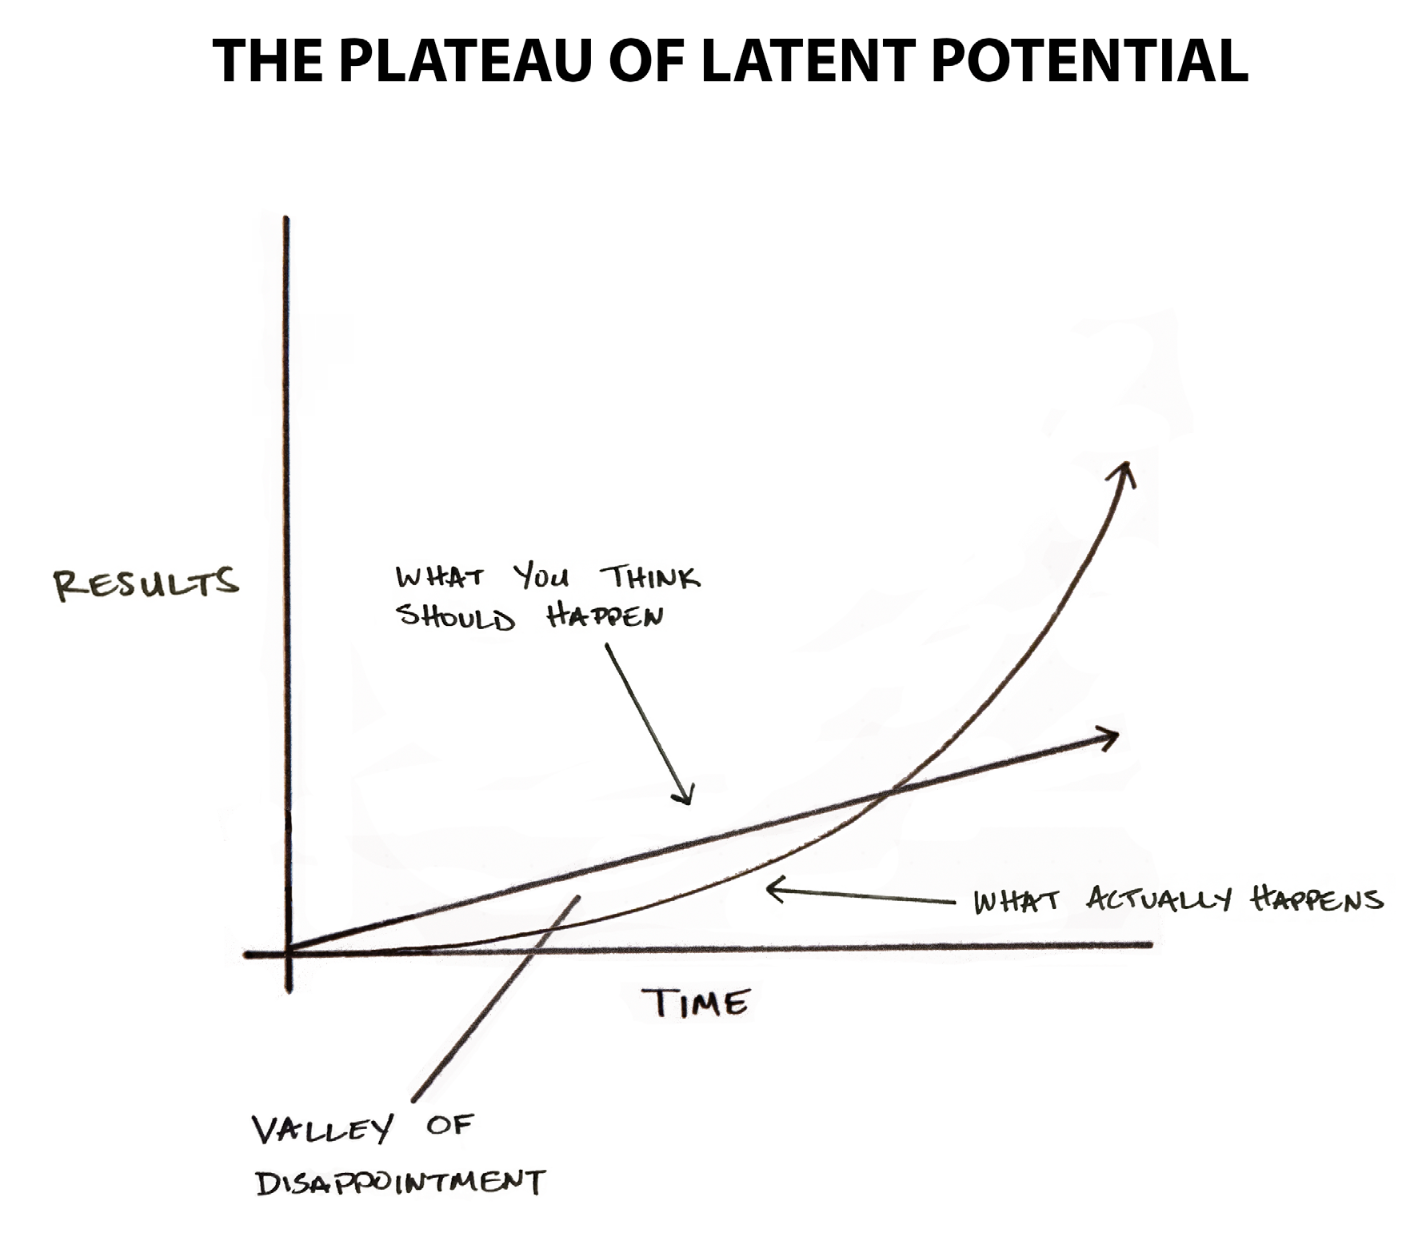 THE PLATEAU OF LATENT POTENTIAL
RESULTS
WHAT YOU THINK
SHOULD HAPPEN
WHAT ACTUALLY HAPPENS
TIME
VALLEY OF
DISAPPOINTMENT